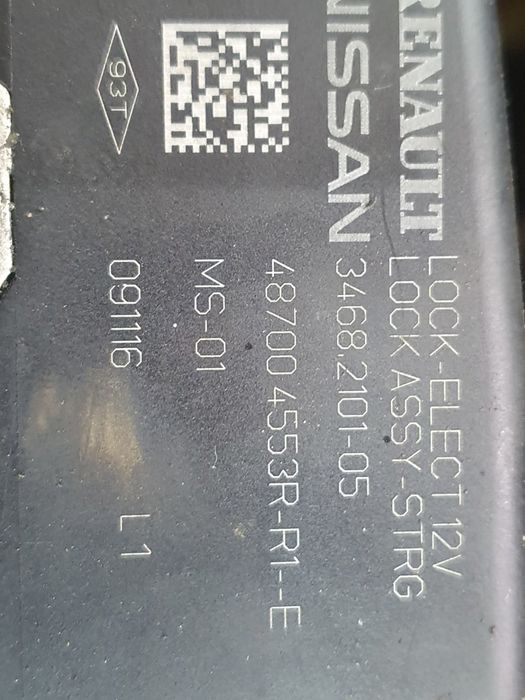 RENAULT LOCK-ELECT 12V
LOCK ASSY-STRG
NISSAN 3468.2101-05
48700 4553R-R1--E
MS-01
93T 091116 L1